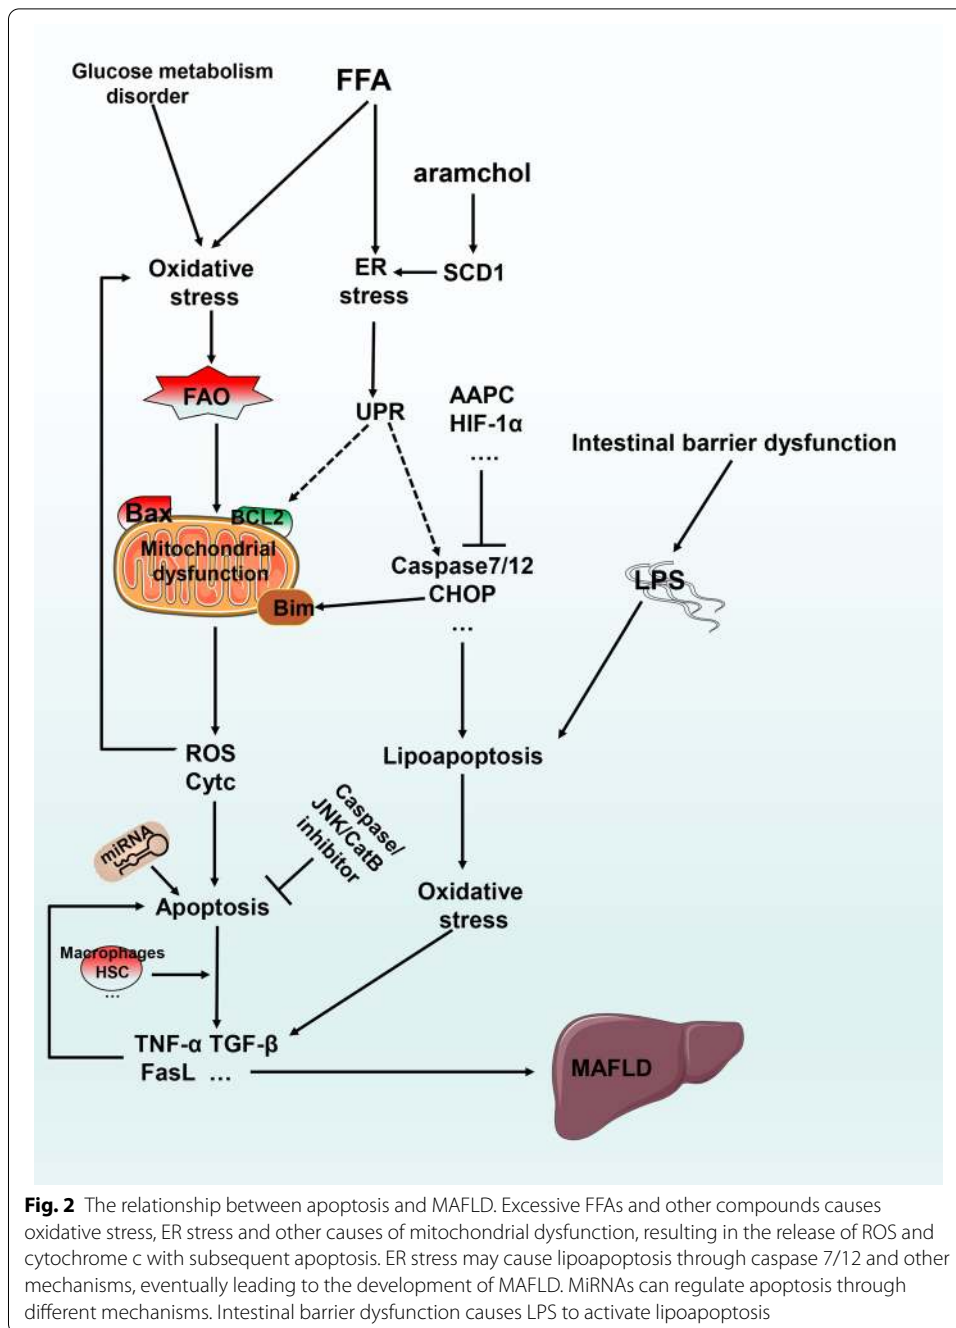 Glucose metabolism
disorder
FFA
aramchol
Oxidative
stress
ER
stress
SCD1
FAO
UPR
AAPC
HIF-1α
....
Intestinal barrier dysfunction
Bax
BCL2
Mitochondrial
dysfunction
Bim
Caspase7/12
CHOP
...
LPS
ROS
Cytc
Lipoapoptosis
miRNA
Caspase/
JNK/CatB
inhibitor
Apoptosis
Oxidative
stress
Macrophages
HSC
...
TNF-α TGF-β
FasL ...
MAFLD
Fig. 2 The relationship between apoptosis and MAFLD. Excessive FFAs and other compounds causes
oxidative stress, ER stress and other causes of mitochondrial dysfunction, resulting in the release of ROS and
cytochrome c with subsequent apoptosis. ER stress may cause lipoapoptosis through caspase 7/12 and other
mechanisms, eventually leading to the development of MAFLD. MiRNAs can regulate apoptosis through
different mechanisms. Intestinal barrier dysfunction causes LPS to activate lipoapoptosis